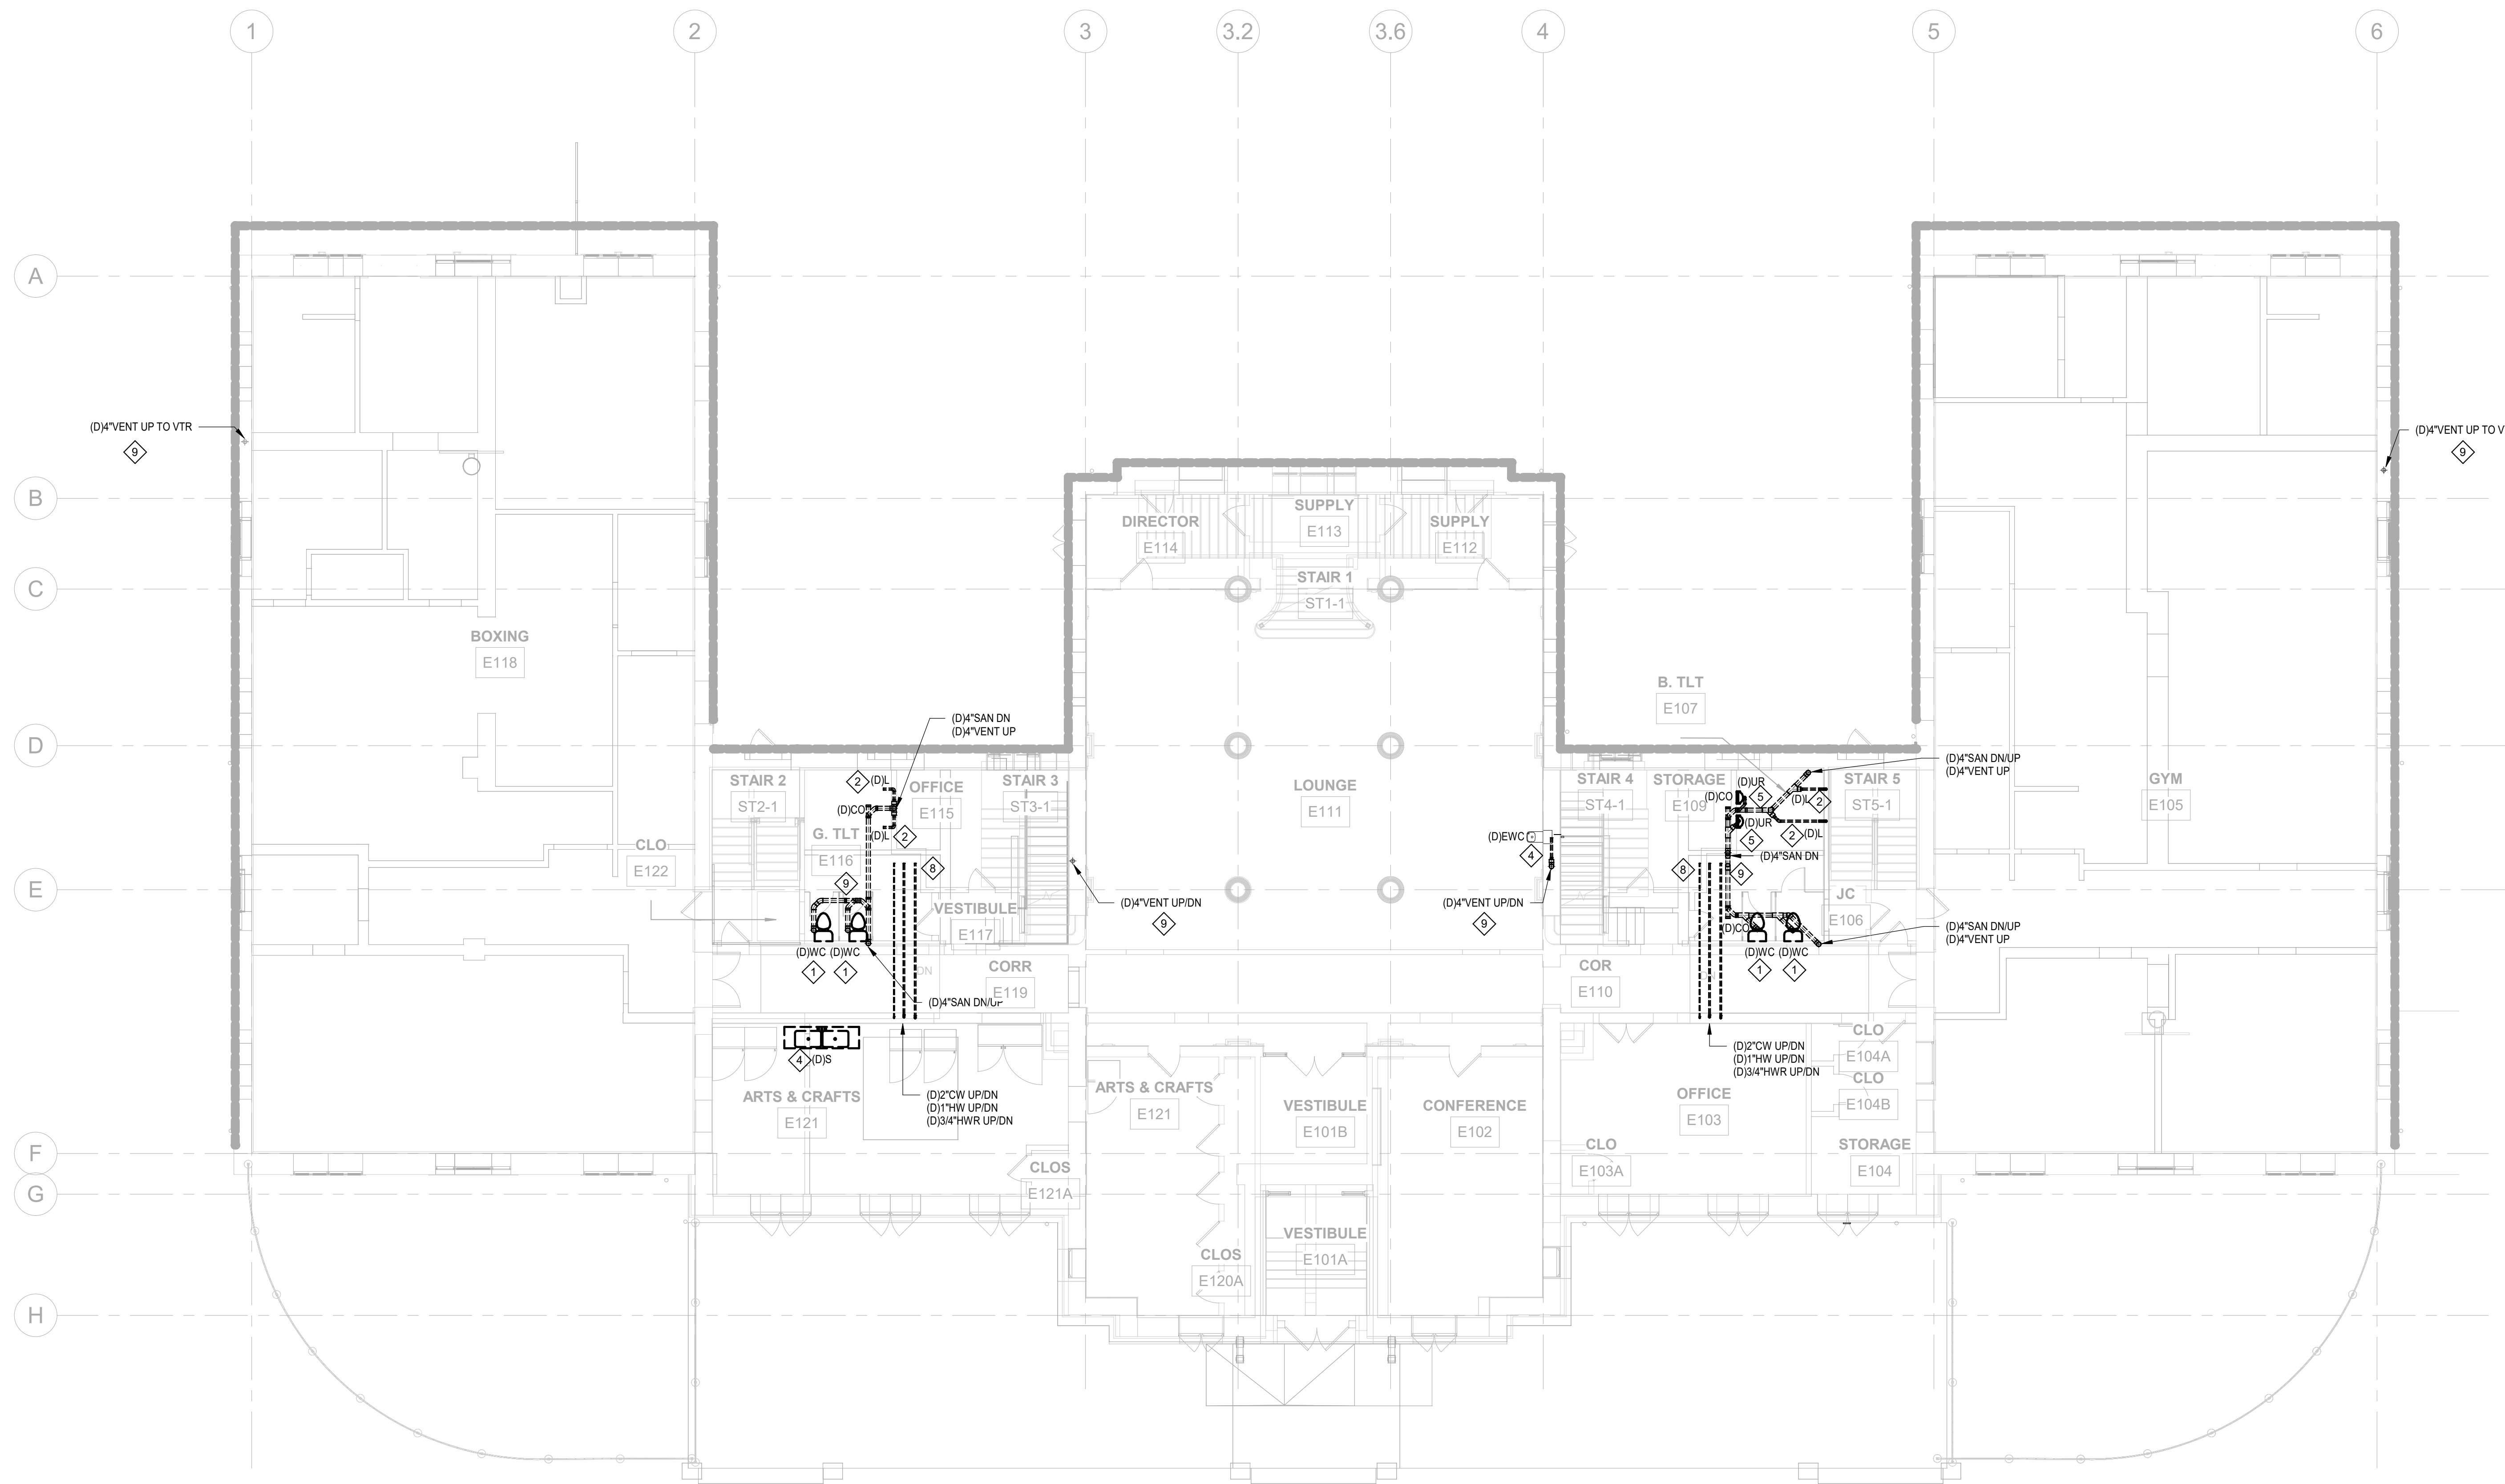 1
2
3
3.2
3.6
4
5
6
A
B
C
D
E
F
G
H
(D)4"VENT UP TO VTR
9
(D)4"VENT UP TO V
9
SUPPLY
E113
DIRECTOR
E114
SUPPLY
E112
STAIR 1
ST1-1
BOXING
E118
B. TLT
E107
(D)4"SAN DN
(D)4"VENT UP
(D)4"SAN DN/UP
(D)4"VENT UP
STAIR 2
ST2-1
2
(D)L
OFFICE
E115
STAIR 3
ST3-1
LOUNGE
E111
STAIR 4
ST4-1
STORAGE
E109
(D)UR
5
(D)CO
(D)L
2
STAIR 5
ST5-1
GYM
E105
(D)CO
(D)L
2
G. TLT
E116
(D)UR
5
2
(D)L
(D)EWC
4
(D)4"SAN DN
CLO
E122
8
9
8
9
(D)4"VENT UP/DN
9
(D)4"VENT UP/DN
9
VESTIBULE
E117
JC
E106
(D)CO
(D)4"SAN DN/UP
(D)4"VENT UP
(D)WC
(D)WC
1
1
(D)WC
(D)WC
1
1
DN
CORR
E119
COR
E110
(D)4"SAN DN/UP
4
(D)S
(D)2"CW UP/DN
(D)1"HW UP/DN
(D)3/4"HWR UP/DN
(D)2"CW UP/DN
(D)1"HW UP/DN
(D)3/4"HWR UP/DN
CLO
E104A
CLO
E104B
ARTS & CRAFTS
E121
ARTS & CRAFTS
E121
VESTIBULE
E101B
CONFERENCE
E102
OFFICE
E103
CLO
E103A
STORAGE
E104
CLOS
E121A
CLOS
E120A
VESTIBULE
E101A